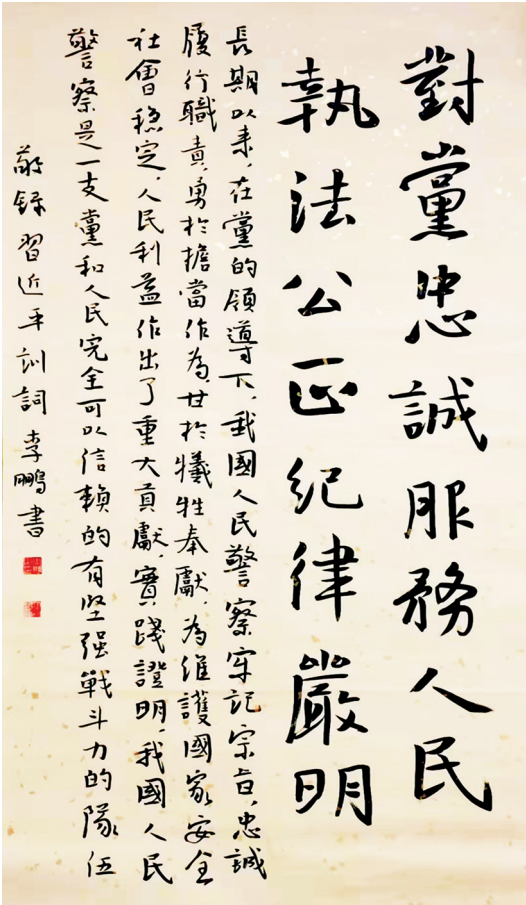 對黨忠誠服務人民
執法公正紀律嚴明
長期以来，在黨的領導下，我國人民警察牢記宗旨，忠誠
履行職責，勇於擔當作為，甘於犧牲奉獻，為維護國家安全
社會穩定，人民利益作出了重大貢獻，實踐證明，我國人民
警察是一支黨和人民完全可以信賴的有堅强戰斗力的隊伍
敬録習近平訓詞 李鵬書